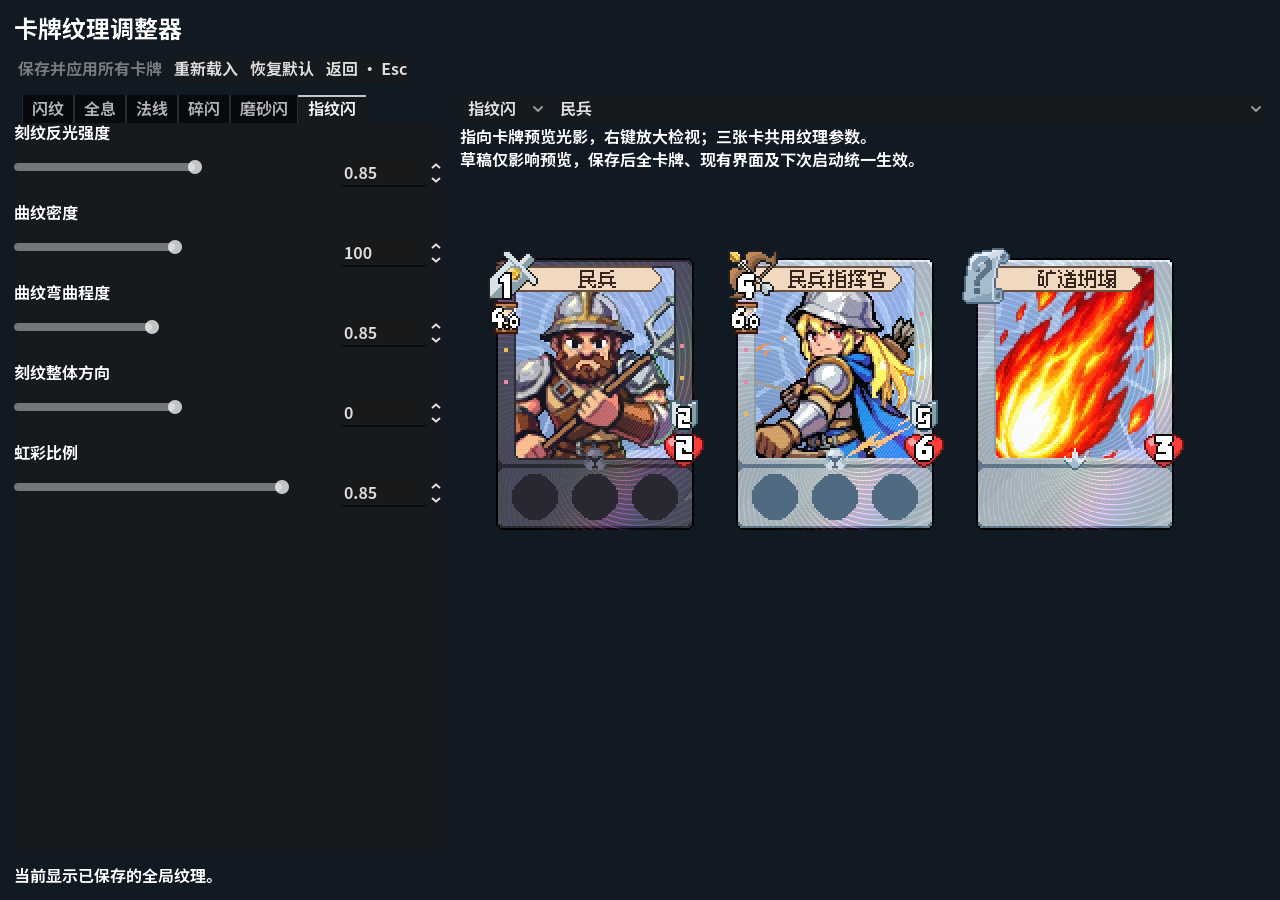 卡牌纹理调整器
保存并应用所有卡牌 重新载入 恢复默认 返回 · Esc
闪纹 全息 法线 碎闪 磨砂闪 指纹闪
指纹闪 民兵
刻纹反光强度
0.85
曲纹密度
100
曲纹弯曲程度
0.85
刻纹整体方向
0
虹彩比例
0.85
指向卡牌预览光影，右键放大检视；三张卡共用纹理参数。
草稿仅影响预览，保存后全卡牌、现有界面及下次启动统一生效。
民兵
1
2
2
民兵指挥官
5
6
矿道坍塌
?
3
当前显示已保存的全局纹理。